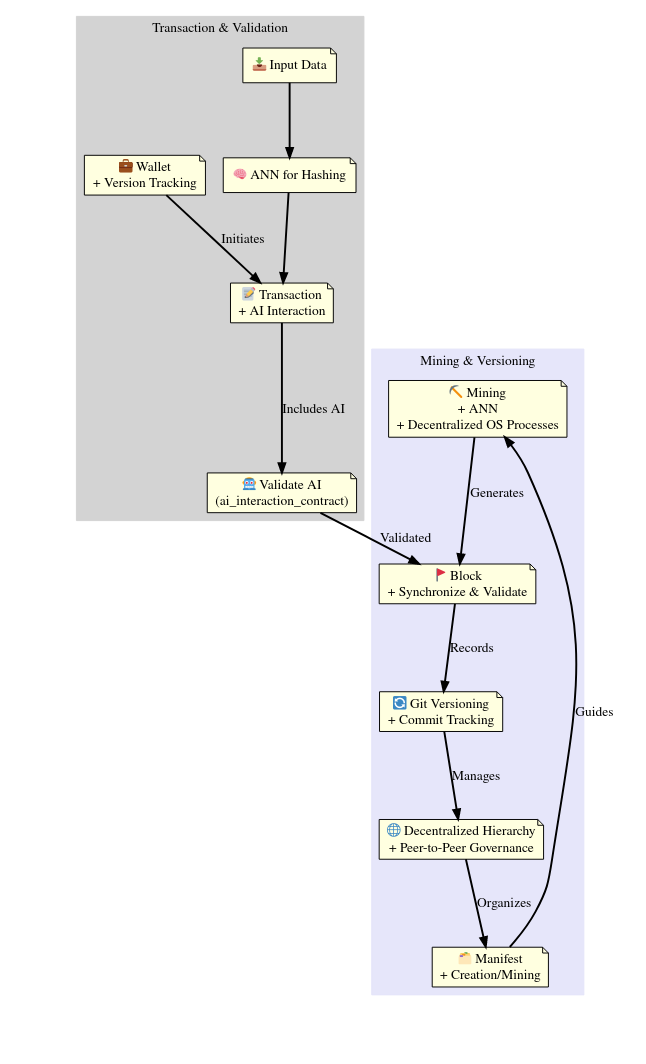 Transaction & Validation
Input Data
Wallet
+ Version Tracking
ANN for Hashing
Initiates
Transaction
+ AI Interaction
Includes AI
Validate AI
(ai_interaction_contract)
Mining & Versioning
Mining
+ ANN
+ Decentralized OS Processes
Generates
Validated
Block
+ Synchronize & Validate
Records
Git Versioning
+ Commit Tracking
Guides
Manages
Decentralized Hierarchy
+ Peer-to-Peer Governance
Organizes
Manifest
+ Creation/Mining